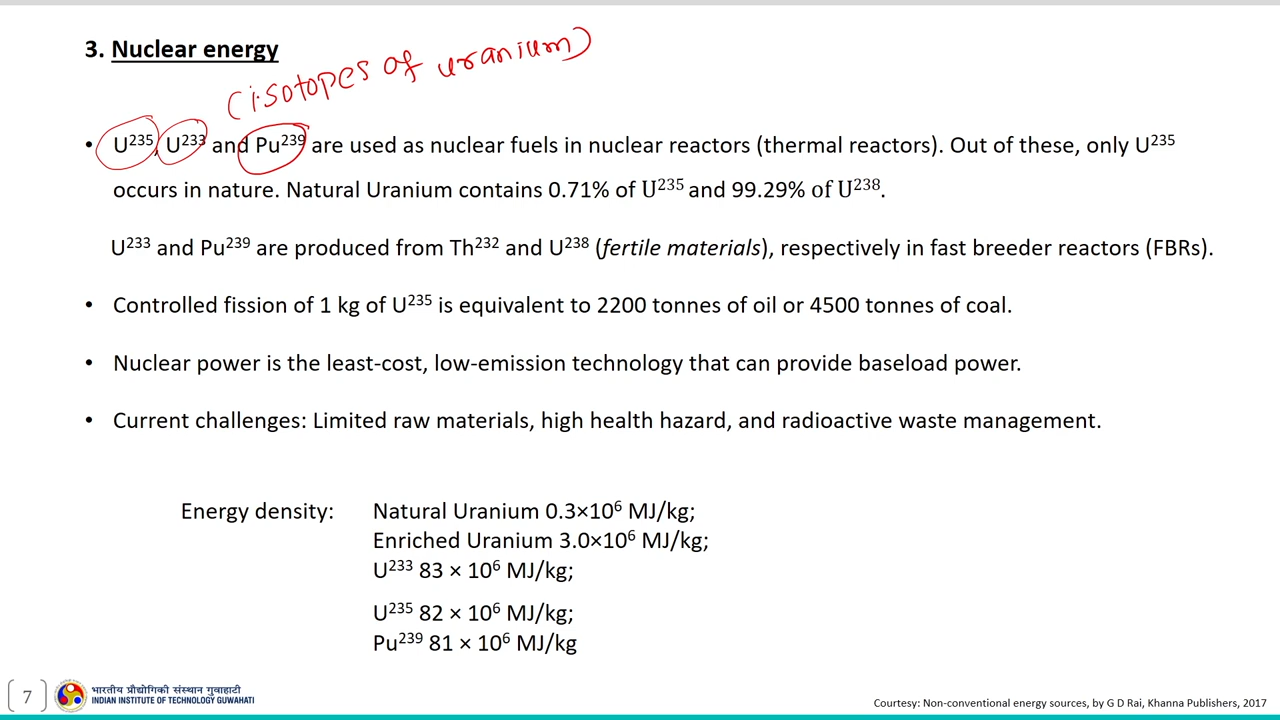 3. Nuclear energy
(isotopes of uranium)
• U²³⁵, U²³³ and Pu²³⁹ are used as nuclear fuels in nuclear reactors (thermal reactors). Out of these, only U²³⁵
occurs in nature. Natural Uranium contains 0.71% of U²³⁵ and 99.29% of U²³⁸.
U²³³ and Pu²³⁹ are produced from Th²³² and U²³⁸ (fertile materials), respectively in fast breeder reactors (FBRs).
• Controlled fission of 1 kg of U²³⁵ is equivalent to 2200 tonnes of oil or 4500 tonnes of coal.
• Nuclear power is the least-cost, low-emission technology that can provide baseload power.
• Current challenges: Limited raw materials, high health hazard, and radioactive waste management.
Energy density: Natural Uranium 0.3×10⁶ MJ/kg;
Enriched Uranium 3.0×10⁶ MJ/kg;
U²³³ 83 × 10⁶ MJ/kg;
U²³⁵ 82 × 10⁶ MJ/kg;
Pu²³⁹ 81 × 10⁶ MJ/kg
7
भारतीय प्रौद्योगिकी संस्थान गुवाहाटी
INDIAN INSTITUTE OF TECHNOLOGY GUWAHATI
Courtesy: Non-conventional energy sources, by G D Rai, Khanna Publishers, 2017